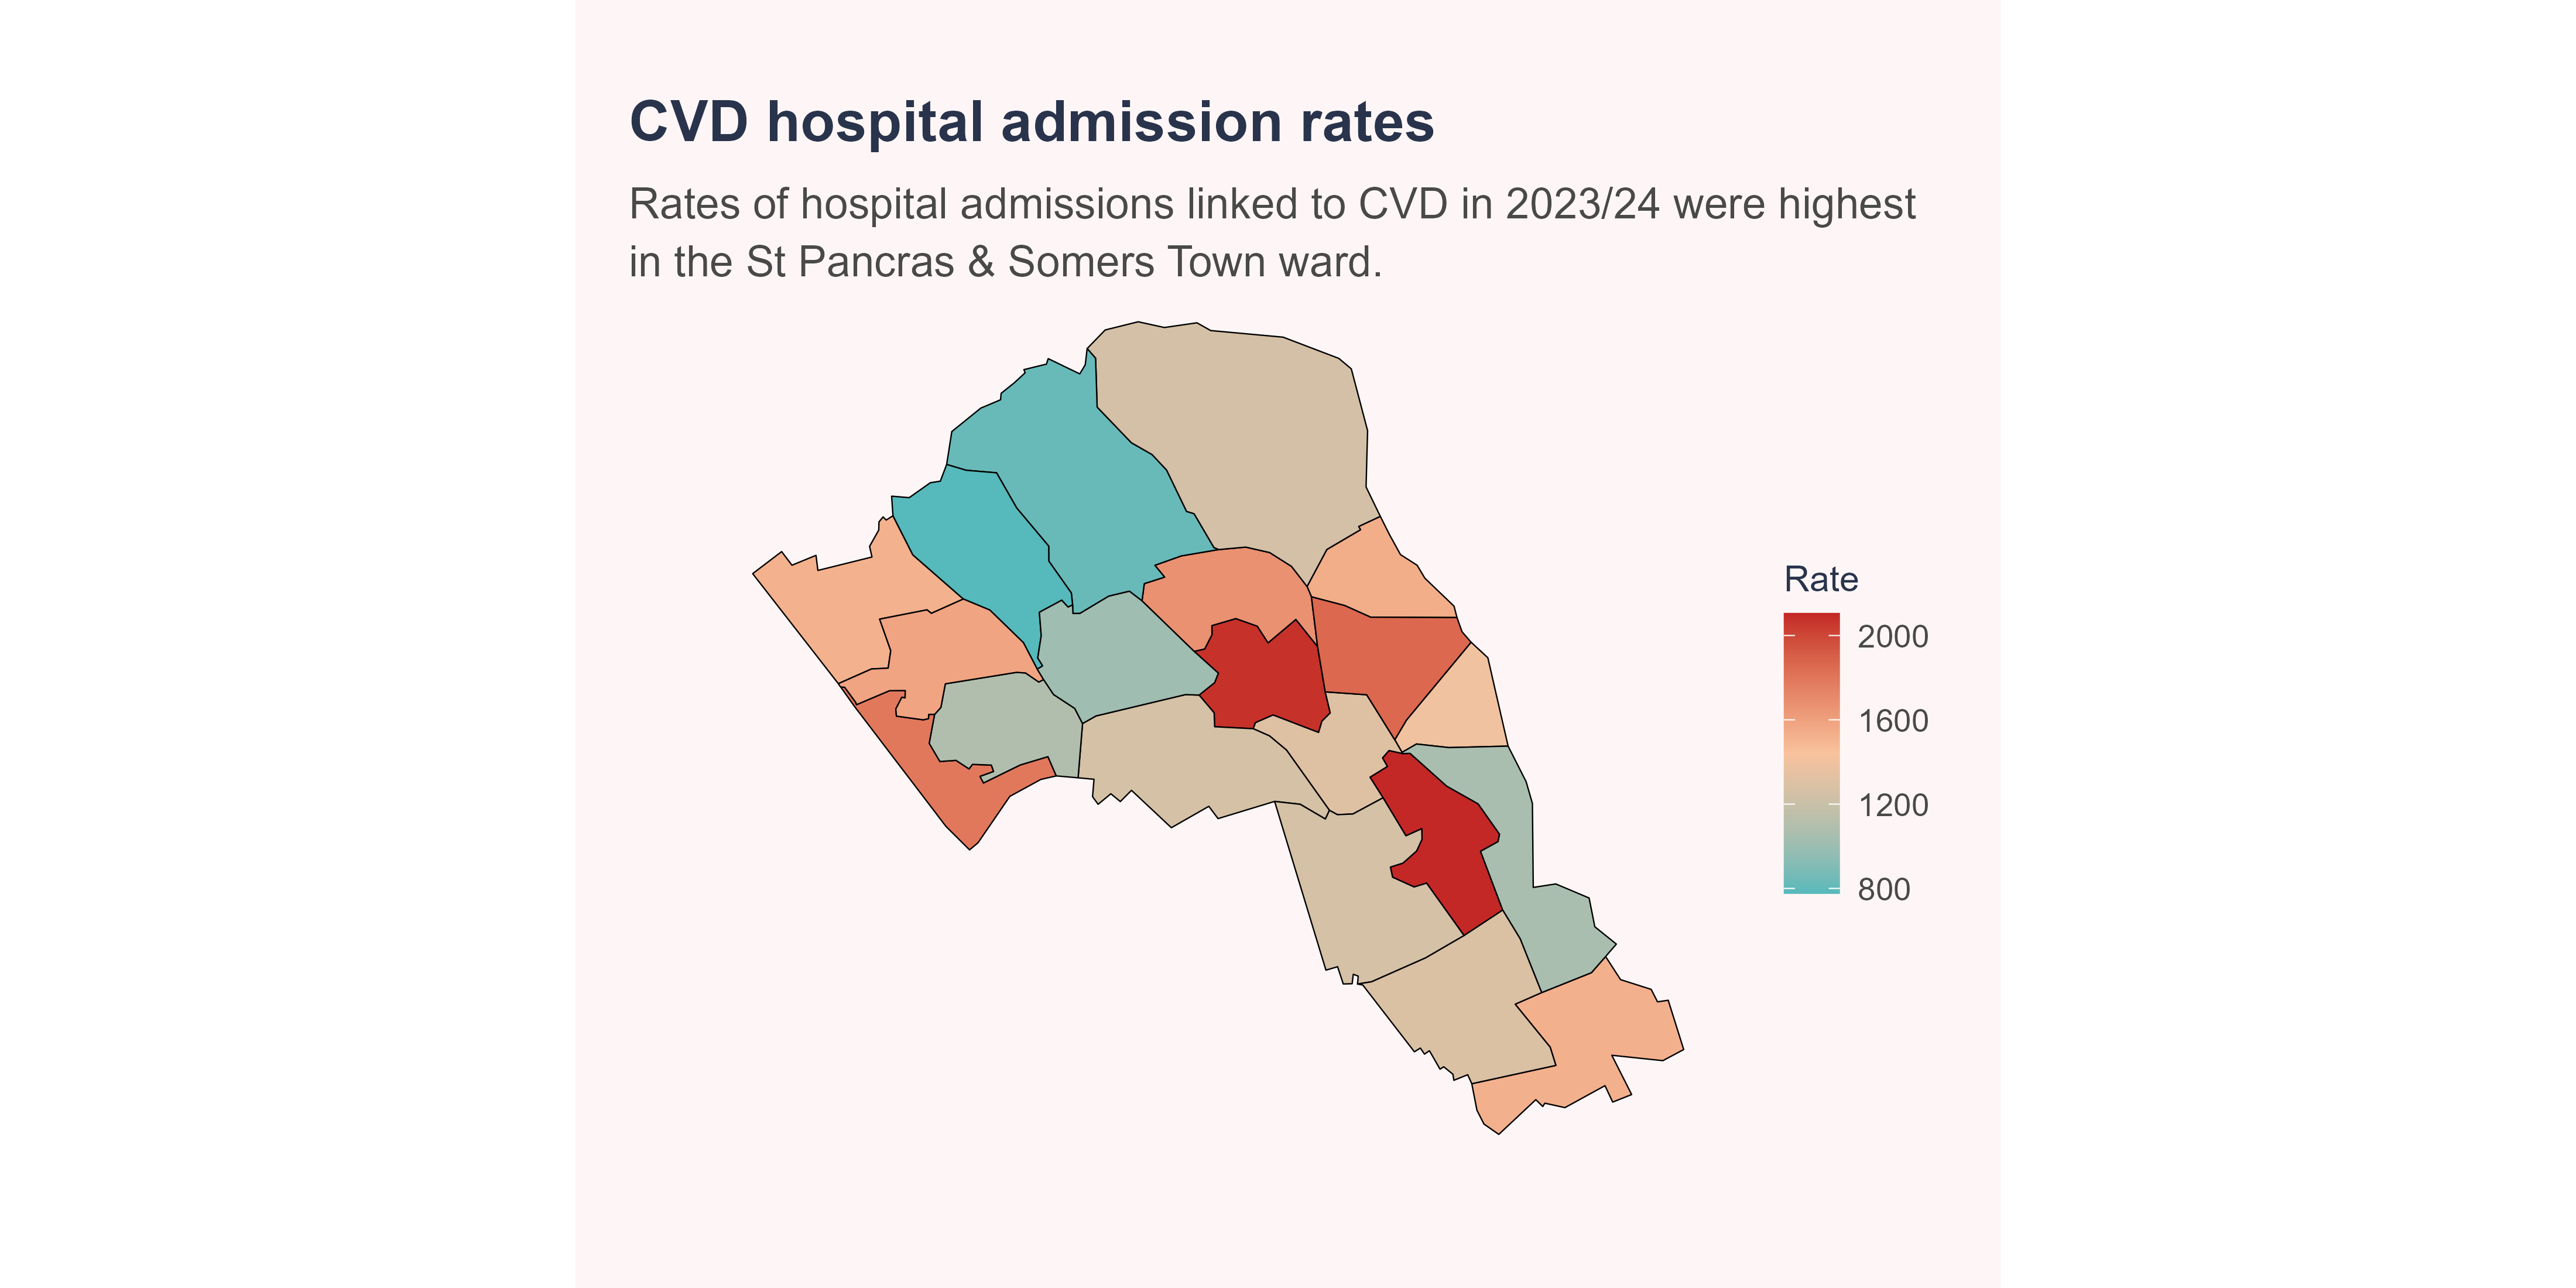 CVD hospital admission rates
Rates of hospital admissions linked to CVD in 2023/24 were highest
in the St Pancras & Somers Town ward.
Rate
2000
1600
1200
800